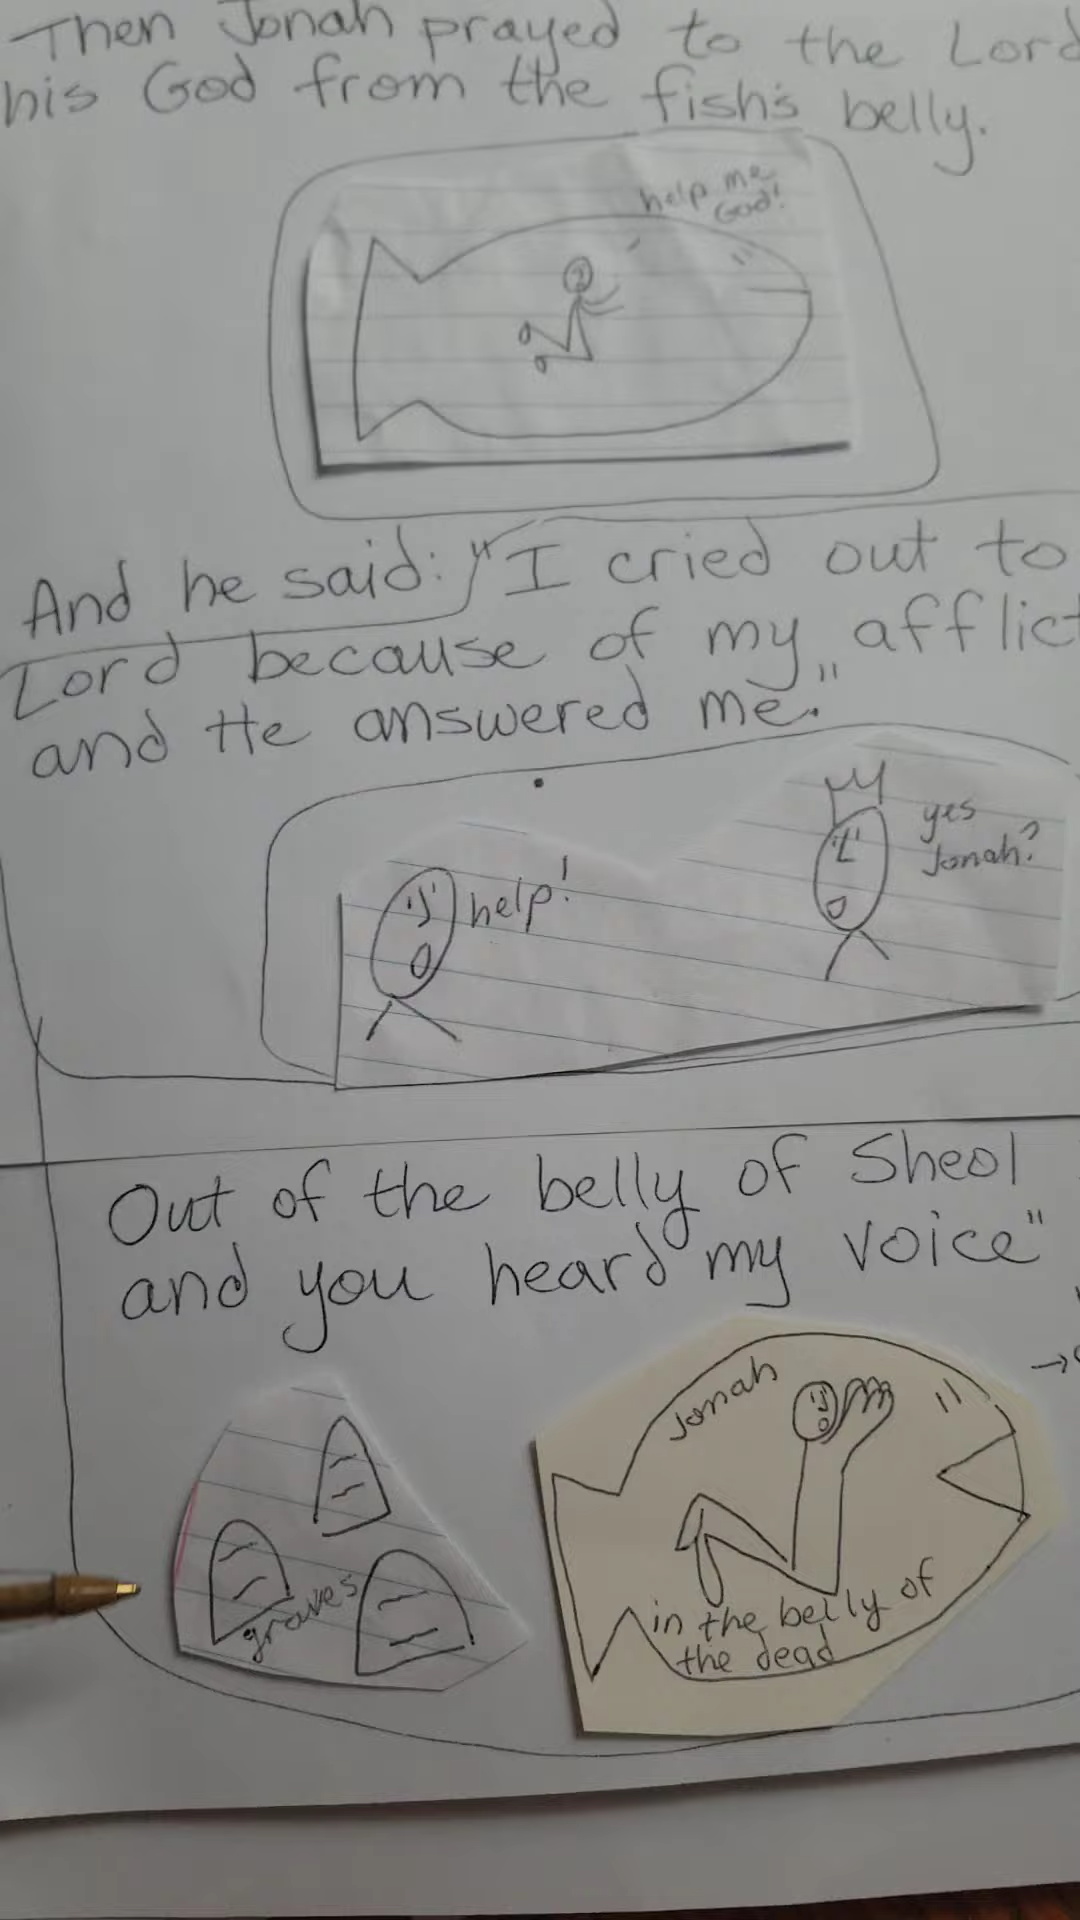 Then Jonah prayed to the Lord
his God from the fish's belly.
help me
God!
And he said: "I cried out to
Lord because of my afflict
and He answered me."
yes
Jonah?
help!
Out of the belly of Sheol
and you heard my voice"
Jonah
graves
in the belly of
the dead